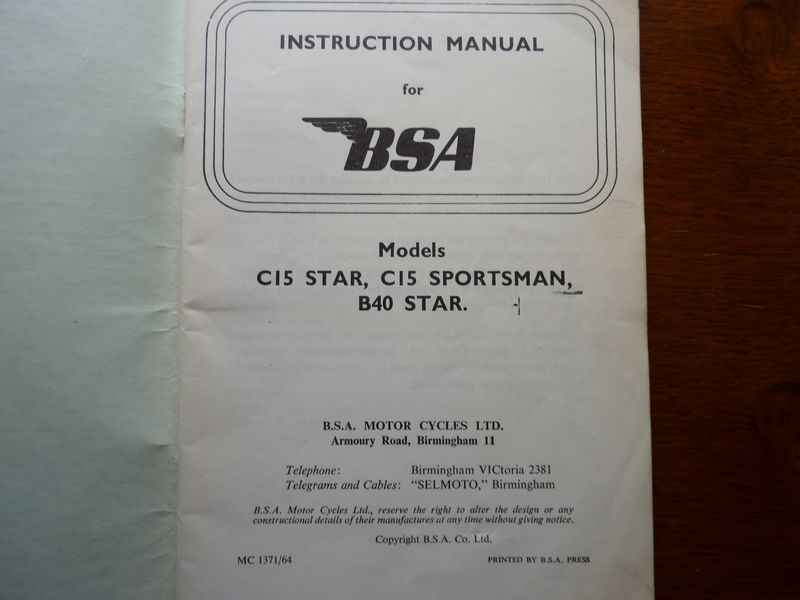 INSTRUCTION MANUAL
for
BSA
Models
C15 STAR, C15 SPORTSMAN,
B40 STAR.
B.S.A. MOTOR CYCLES LTD.
Armoury Road, Birmingham 11
Telephone: Birmingham VICtoria 2381
Telegrams and Cables: "SELMOTO," Birmingham
B.S.A. Motor Cycles Ltd., reserve the right to alter the design or any
constructional details of their manufactures at any time without giving notice.
Copyright B.S.A. Co. Ltd.
MC 1371/64 PRINTED BY B.S.A. PRESS